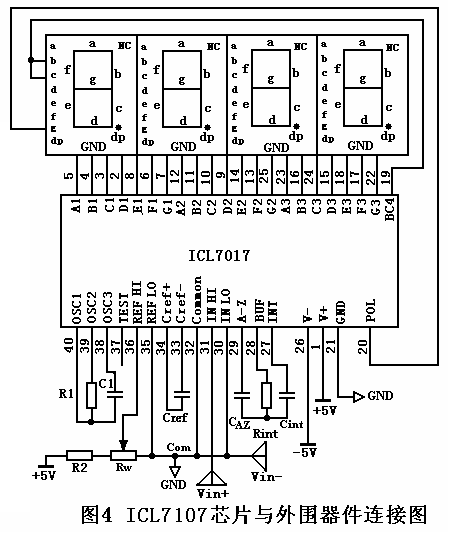 a a a a
a NC NC NC NC
b f b f b f b f b
c g g g g
d e c e c e c e c
e d d d d
f
g dp dp dp dp
dp GND GND GND GND
5 4 3 2 8 6 7 12 11 10 9 14 13 25 23 16 24 15 18 17 22 19
A1 B1 C1 D1 E1 F1 G1 A2 B2 C2 D2 E2 F2 G2 A3 B3 C3 D3 E3 F3 G3 BC4
ICL7017
OSC1 OSC2 OSC3 TEST REF HI REF LO Cref+ Cref- Common IN HI IN LO A-Z BUF INT V- V+ GND POL
40 39 38 37 36 35 34 33 32 31 30 29 28 27 26 1 21 20
R1 C1 Cref CAZ Rint Cint GND
+5V
+5V R2 Rw Com GND Vin+ Vin- -5V
图4 ICL7107芯片与外围器件连接图